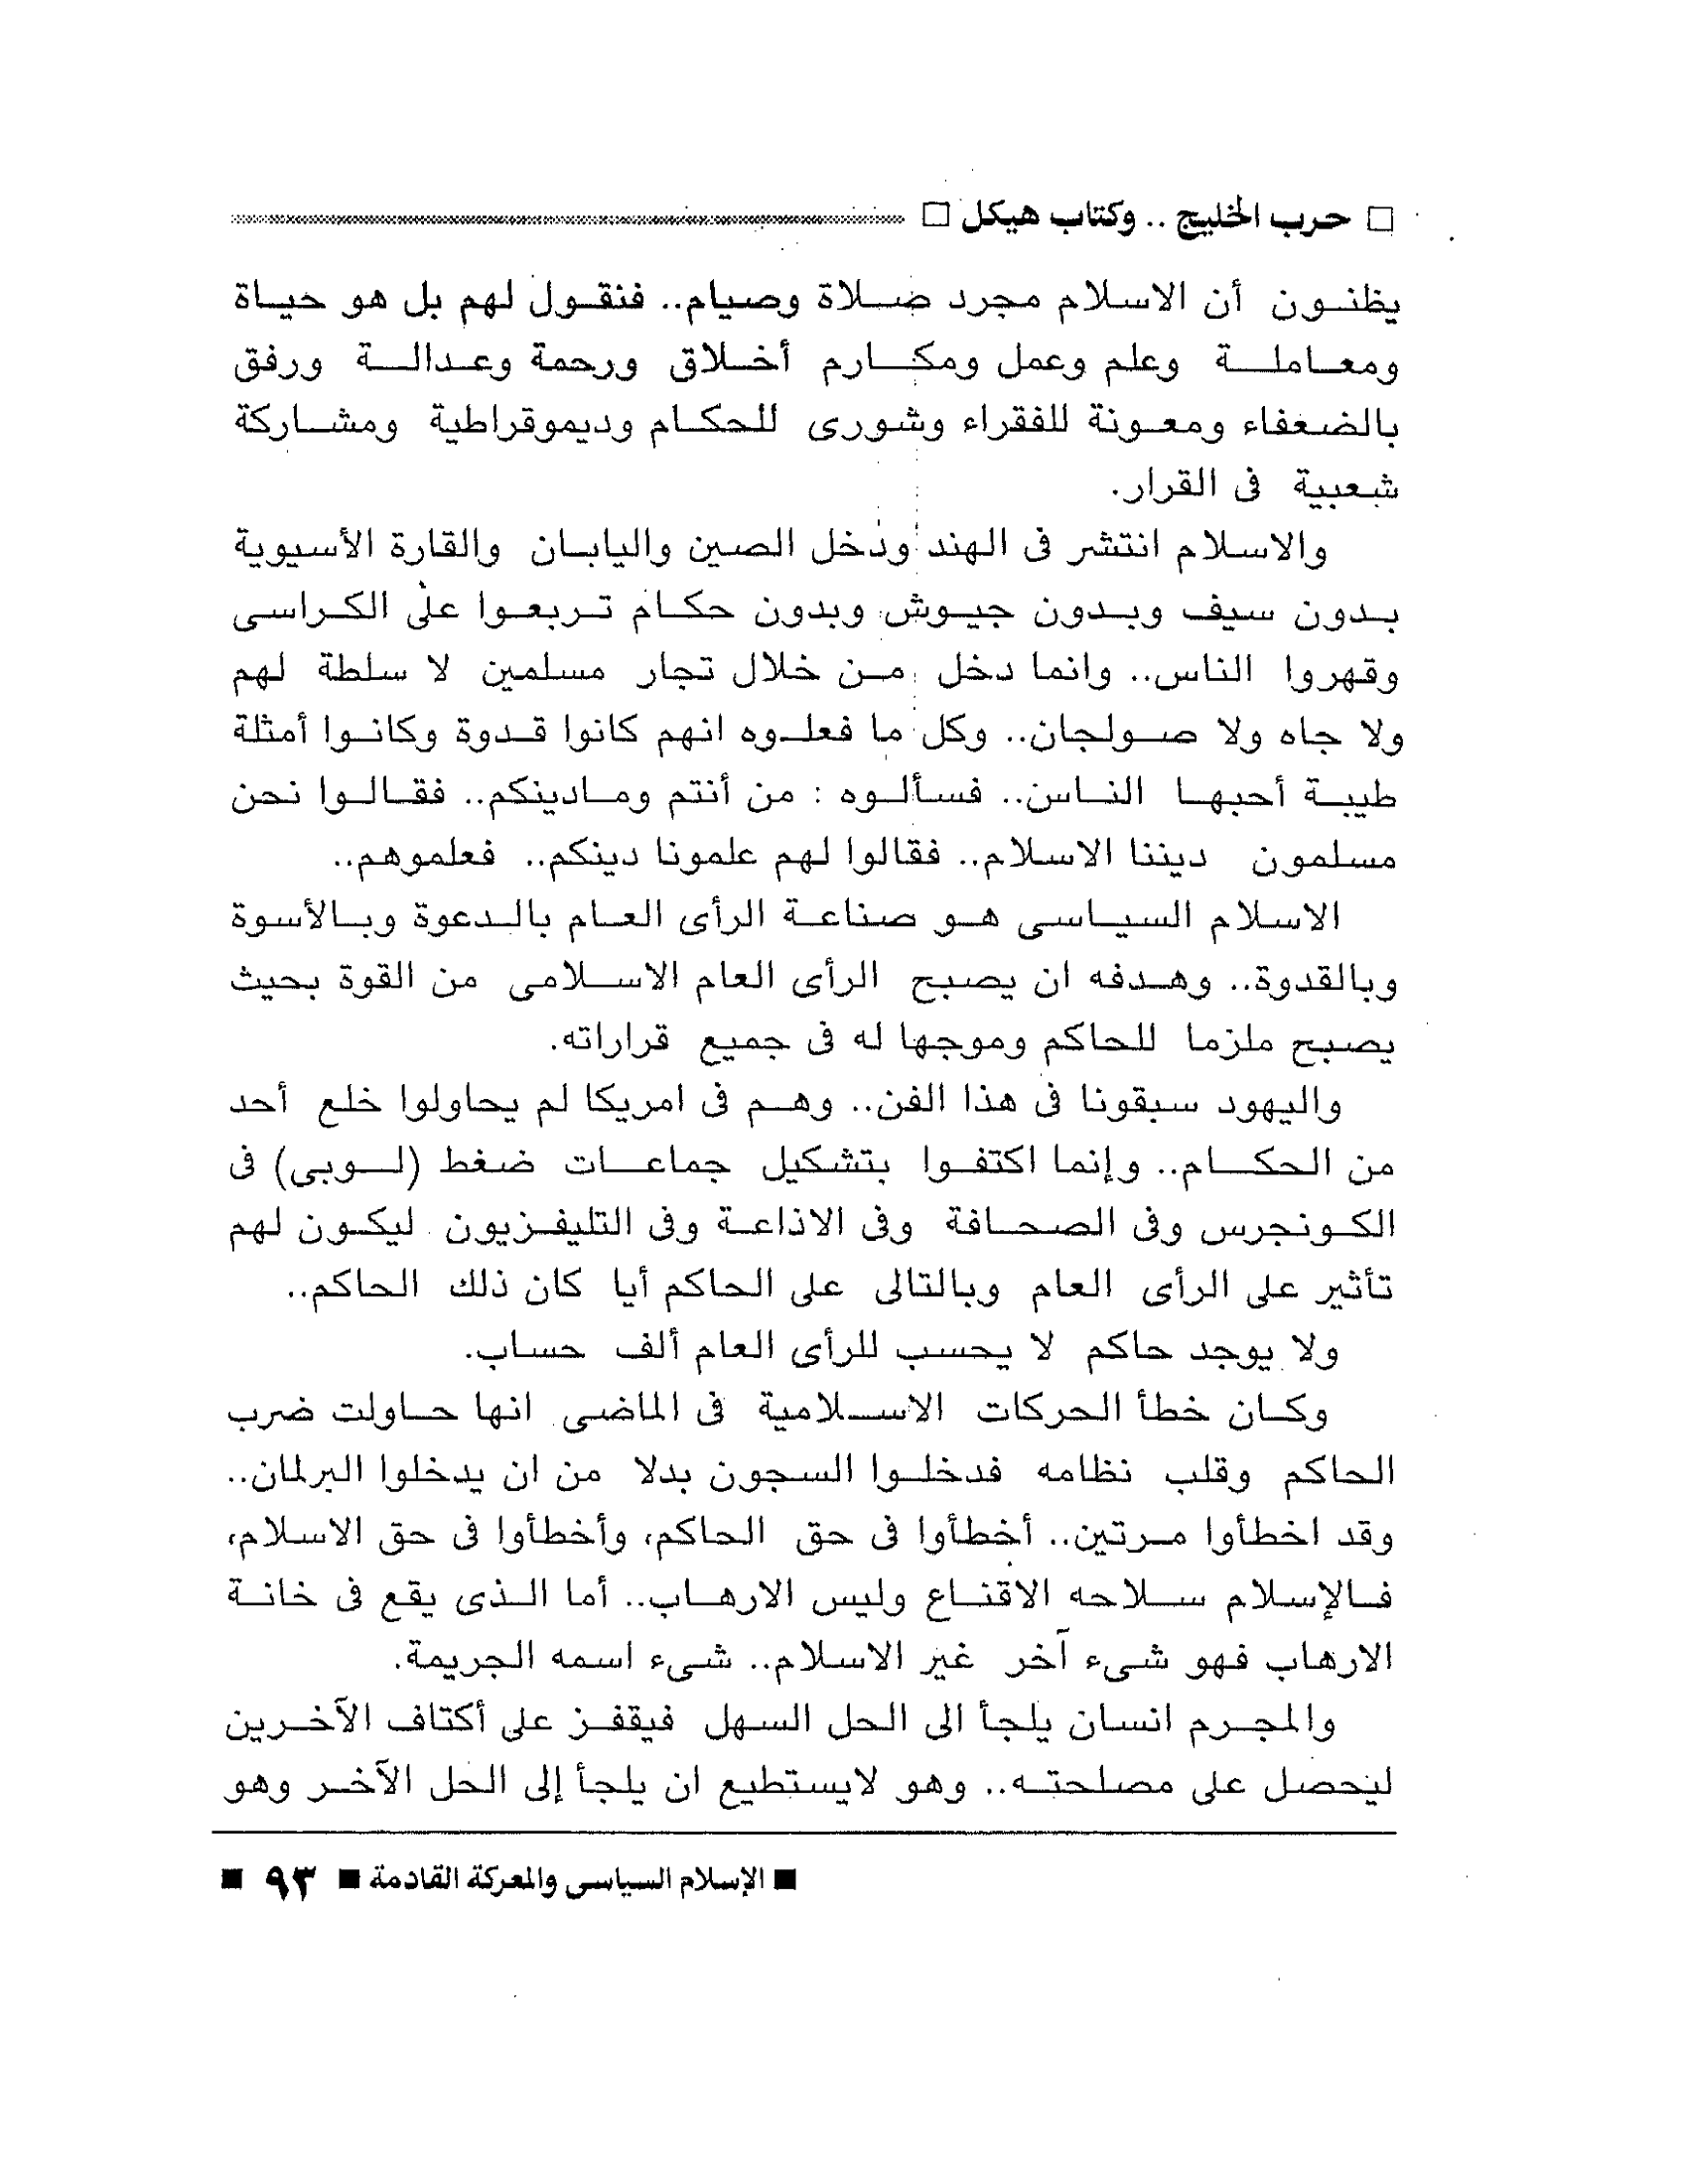 □ حرب الخليج .. وكتاب هيكل □
يظنون أن الاسلام مجرد صلاة وصيام.. فنقول لهم بل هو حياة
ومعاملة وعلم وعمل ومكارم أخلاق ورحمة وعدالة ورفق
بالضعفاء ومعونة للفقراء وشورى للحكام وديموقراطية ومشاركة
شعبية فى القرار.
والاسلام انتشر فى الهند ودخل الصين واليابان والقارة الأسيوية
بدون سيف وبدون جيوش وبدون حكام تربعوا على الكراسى
وقهروا الناس.. وانما دخل من خلال تجار مسلمين لا سلطة لهم
ولا جاه ولا صولجان.. وكل ما فعلوه انهم كانوا قدوة وكانوا أمثلة
طيبة أحبها الناس.. فسألوه : من أنتم ومادينكم.. فقالوا نحن
مسلمون ديننا الاسلام.. فقالوا لهم علمونا دينكم.. فعلموهم..
الاسلام السياسى هو صناعة الرأى العام بالدعوة وبالأسوة
وبالقدوة.. وهدفه ان يصبح الرأى العام الاسلامى من القوة بحيث
يصبح ملزما للحاكم وموجها له فى جميع قراراته.
واليهود سبقونا فى هذا الفن.. وهم فى امريكا لم يحاولوا خلع أحد
من الحكام.. وإنما اكتفوا بتشكيل جماعات ضغط (لوبى) فى
الكونجرس وفى الصحافة وفى الاذاعة وفى التليفزيون ليكون لهم
تأثير على الرأى العام وبالتالى على الحاكم أيا كان ذلك الحاكم..
ولا يوجد حاكم لا يحسب للرأى العام ألف حساب.
وكان خطأ الحركات الاسلامية فى الماضى انها حاولت ضرب
الحاكم وقلب نظامه فدخلوا السجون بدلا من ان يدخلوا البرلمان..
وقد اخطأوا مرتين.. أخطأوا فى حق الحاكم، وأخطأوا فى حق الاسلام،
فالإسلام سلاحه الاقناع وليس الارهاب.. أما الذى يقع فى خانة
الارهاب فهو شىء آخر غير الاسلام.. شىء اسمه الجريمة.
والمجرم انسان يلجأ الى الحل السهل فيقفز على أكتاف الآخرين
ليحصل على مصلحته.. وهو لايستطيع ان يلجأ إلى الحل الآخر وهو
■ الإسلام السياسى والمعركة القادمة ■ ٩٣ ■